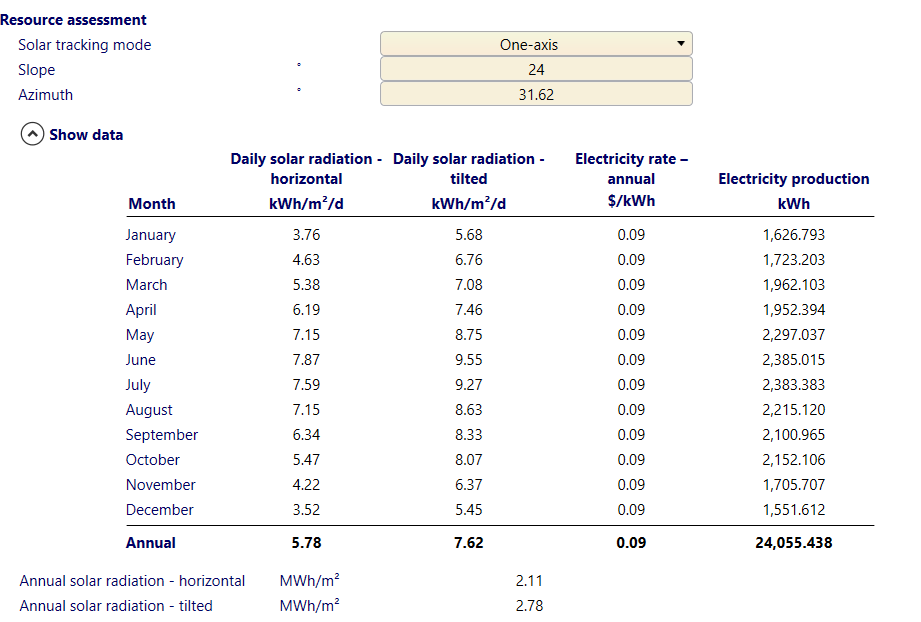 Resource assessment
Solar tracking mode One-axis
Slope ° 24
Azimuth ° 31.62
Show data
Daily solar radiation - Daily solar radiation - Electricity rate –
horizontal tilted annual Electricity production
Month kWh/m²/d kWh/m²/d $/kWh kWh
January 3.76 5.68 0.09 1,626.793
February 4.63 6.76 0.09 1,723.203
March 5.38 7.08 0.09 1,962.103
April 6.19 7.46 0.09 1,952.394
May 7.15 8.75 0.09 2,297.037
June 7.87 9.55 0.09 2,385.015
July 7.59 9.27 0.09 2,383.383
August 7.15 8.63 0.09 2,215.120
September 6.34 8.33 0.09 2,100.965
October 5.47 8.07 0.09 2,152.106
November 4.22 6.37 0.09 1,705.707
December 3.52 5.45 0.09 1,551.612
Annual 5.78 7.62 0.09 24,055.438
Annual solar radiation - horizontal MWh/m² 2.11
Annual solar radiation - tilted MWh/m² 2.78